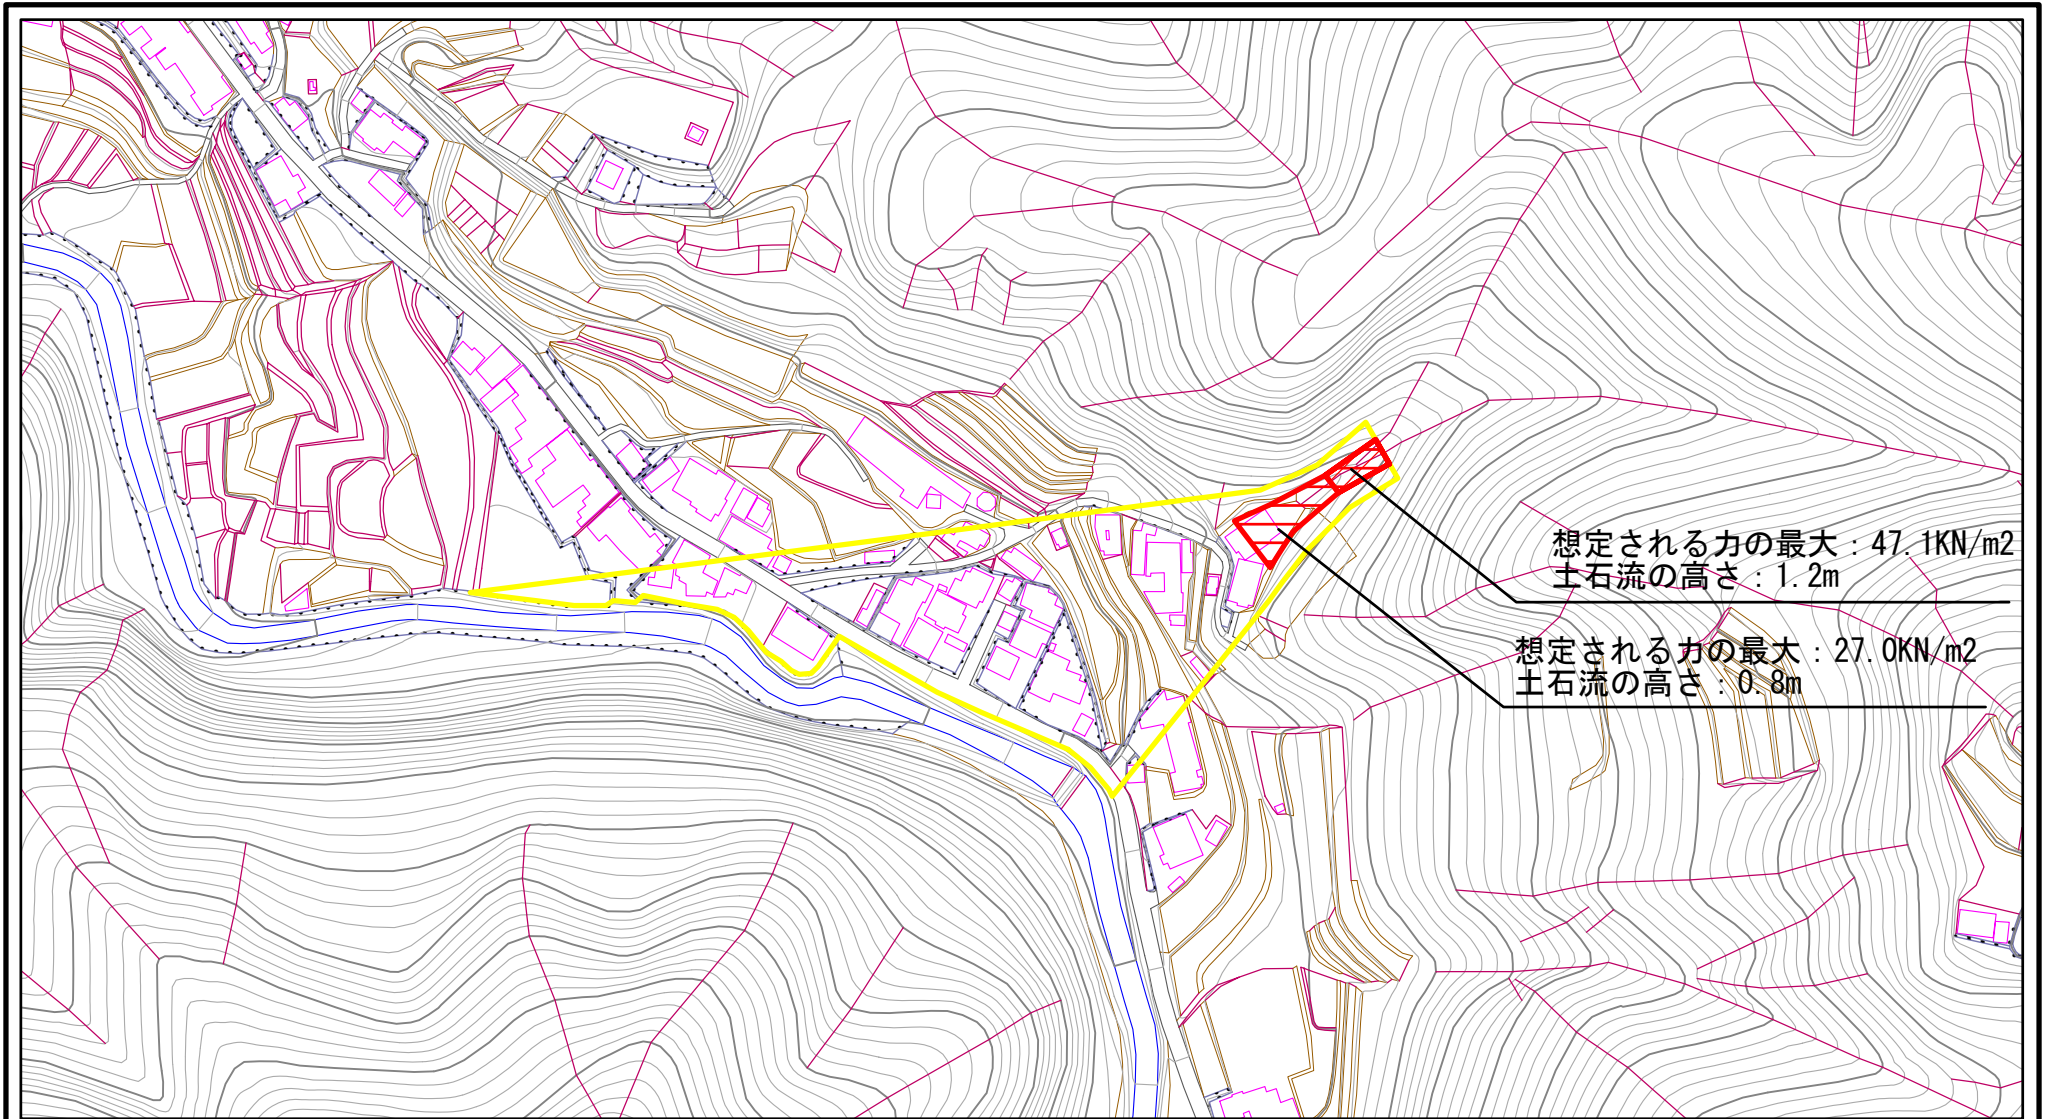 想定される力の最大：47.1KN/m2
土石流の高さ：1.2m
想定される力の最大：27.0KN/m2
土石流の高さ：0.8m